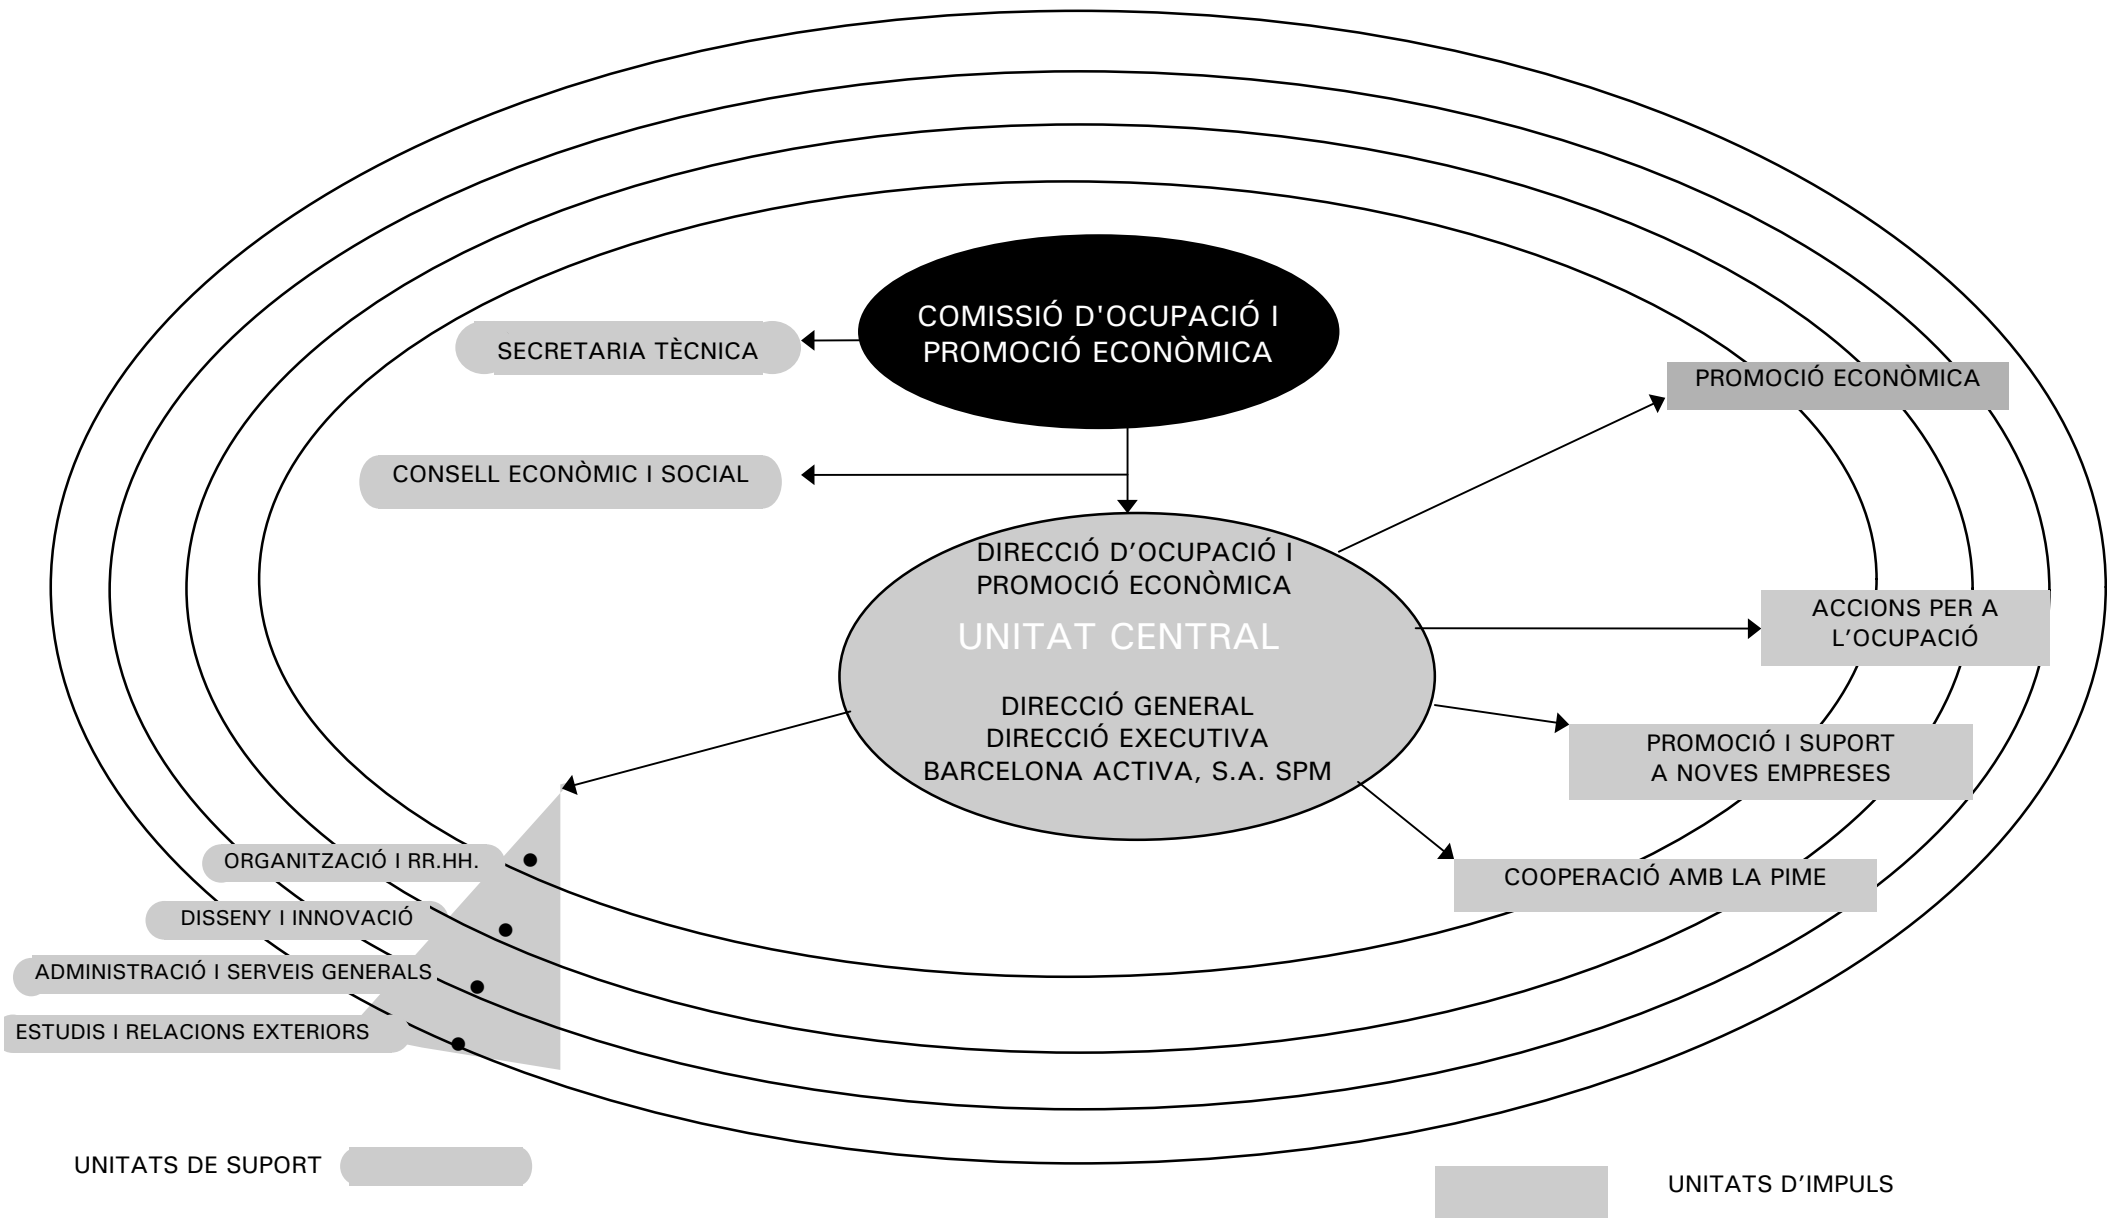 COMISSIÓ D'OCUPACIÓ I
PROMOCIÓ ECONÒMICA
SECRETARIA TÈCNICA
PROMOCIÓ ECONÒMICA
CONSELL ECONÒMIC I SOCIAL
DIRECCIÓ D’OCUPACIÓ I
PROMOCIÓ ECONÒMICA
UNITAT CENTRAL
DIRECCIÓ GENERAL
DIRECCIÓ EXECUTIVA
BARCELONA ACTIVA, S.A. SPM
ACCIONS PER A
L’OCUPACIÓ
PROMOCIÓ I SUPORT
A NOVES EMPRESES
COOPERACIÓ AMB LA PIME
ORGANITZACIÓ I RR.HH.
DISSENY I INNOVACIÓ
ADMINISTRACIÓ I SERVEIS GENERALS
ESTUDIS I RELACIONS EXTERIORS
UNITATS DE SUPORT
UNITATS D’IMPULS